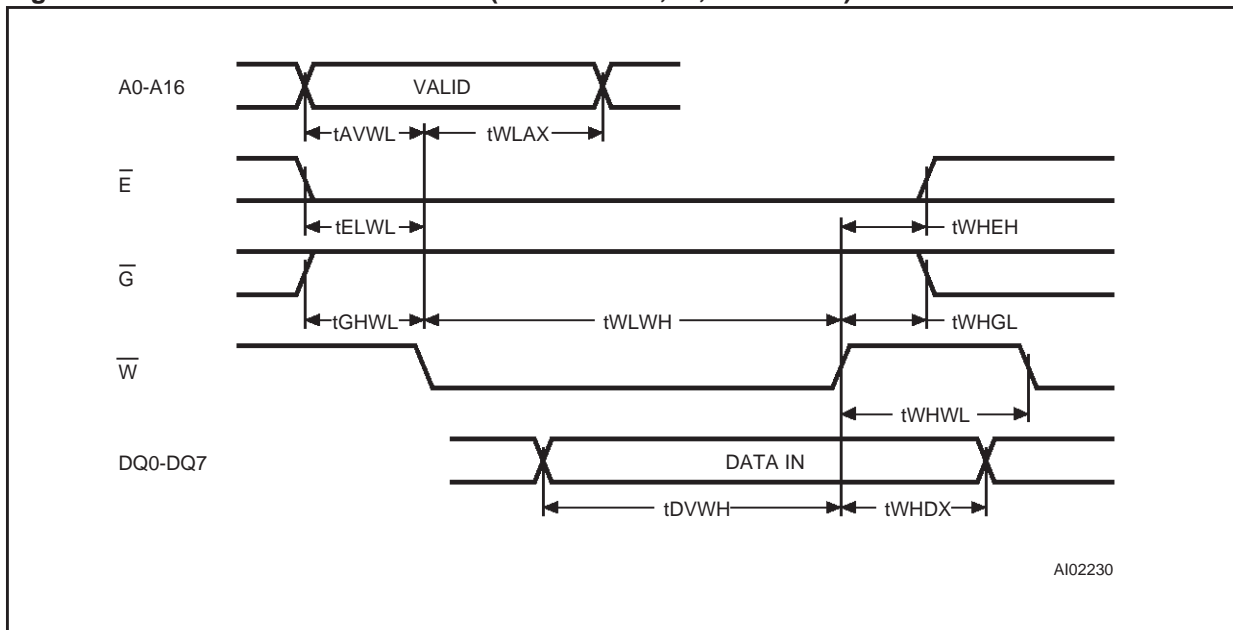 A0-A16
VALID
tAVWL
tWLAX
E
tELWL
tWHEH
G
tGHWL
tWLWH
tWHGL
W
tWHWL
DQ0-DQ7
DATA IN
tDVWH
tWHDX
AI02230